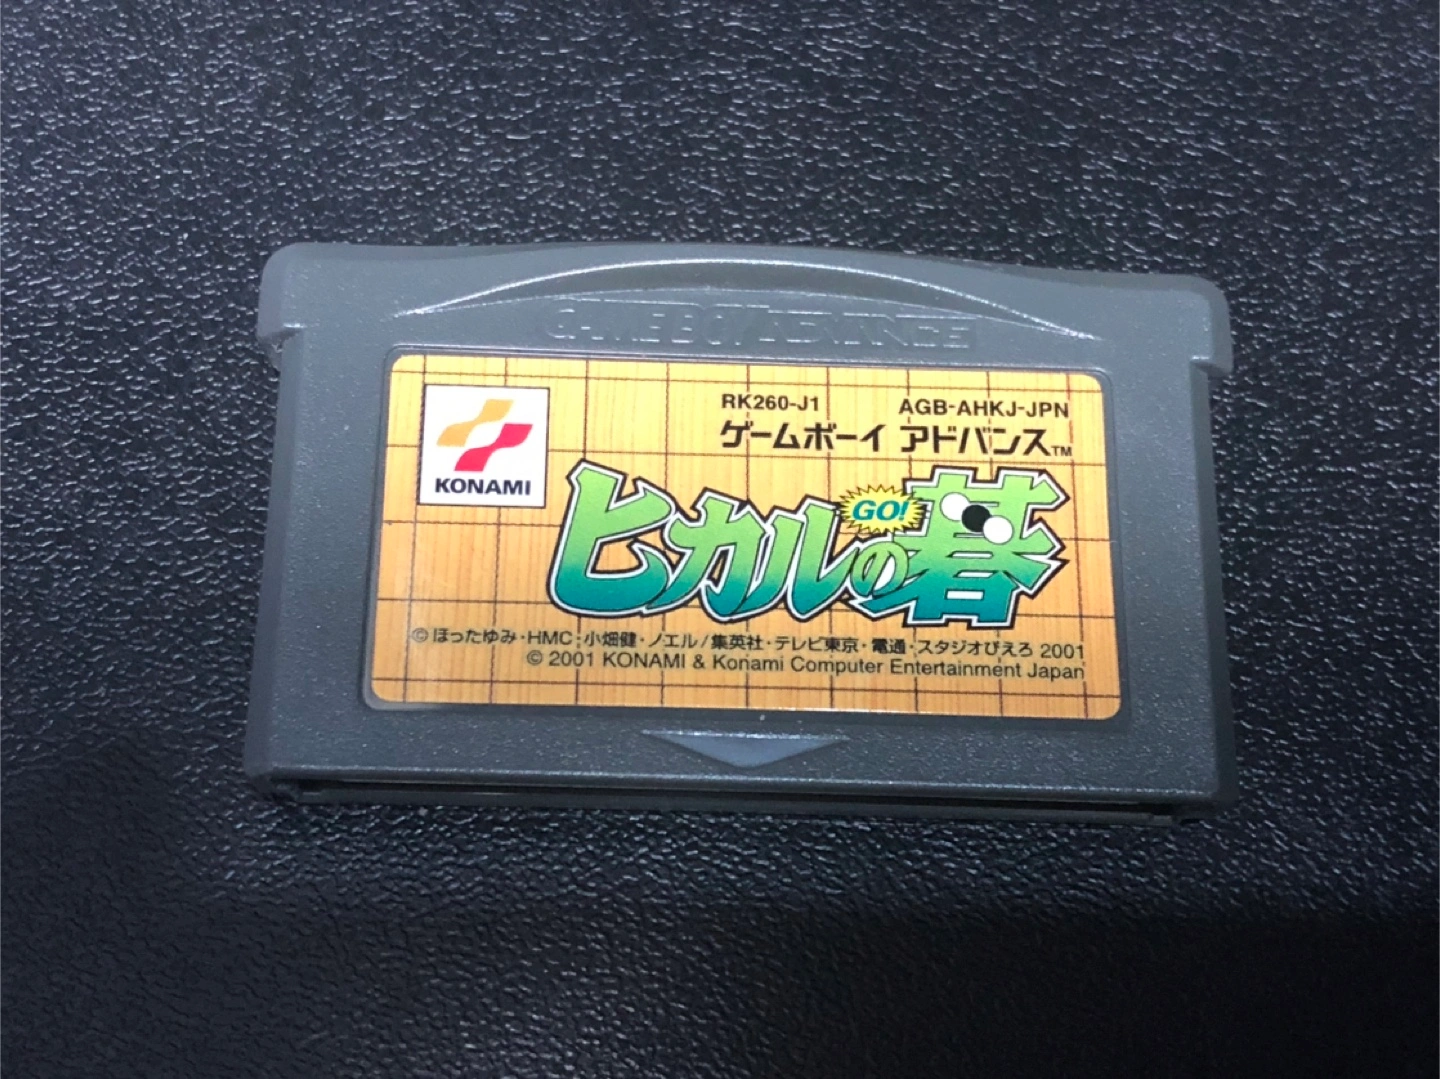 GAME BOY ADVANCE
RK260-J1 AGB-AHKJ-JPN
ゲームボーイ アドバンス™
KONAMI
GO!
ヒカルの碁
© ほったゆみ・HMC・小畑健・ノエル/集英社・テレビ東京・電通・スタジオぴえろ 2001
© 2001 KONAMI & Konami Computer Entertainment Japan